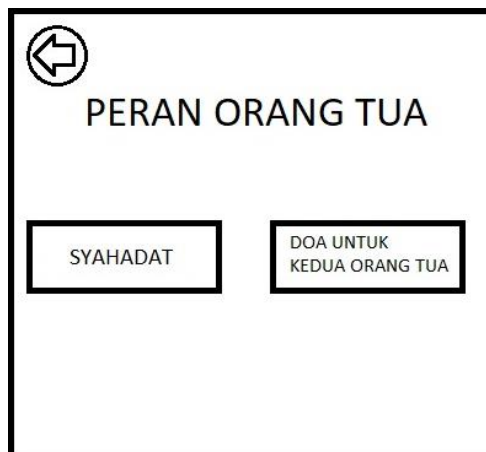 PERAN ORANG TUA
SYAHADAT
DOA UNTUK
KEDUA ORANG TUA